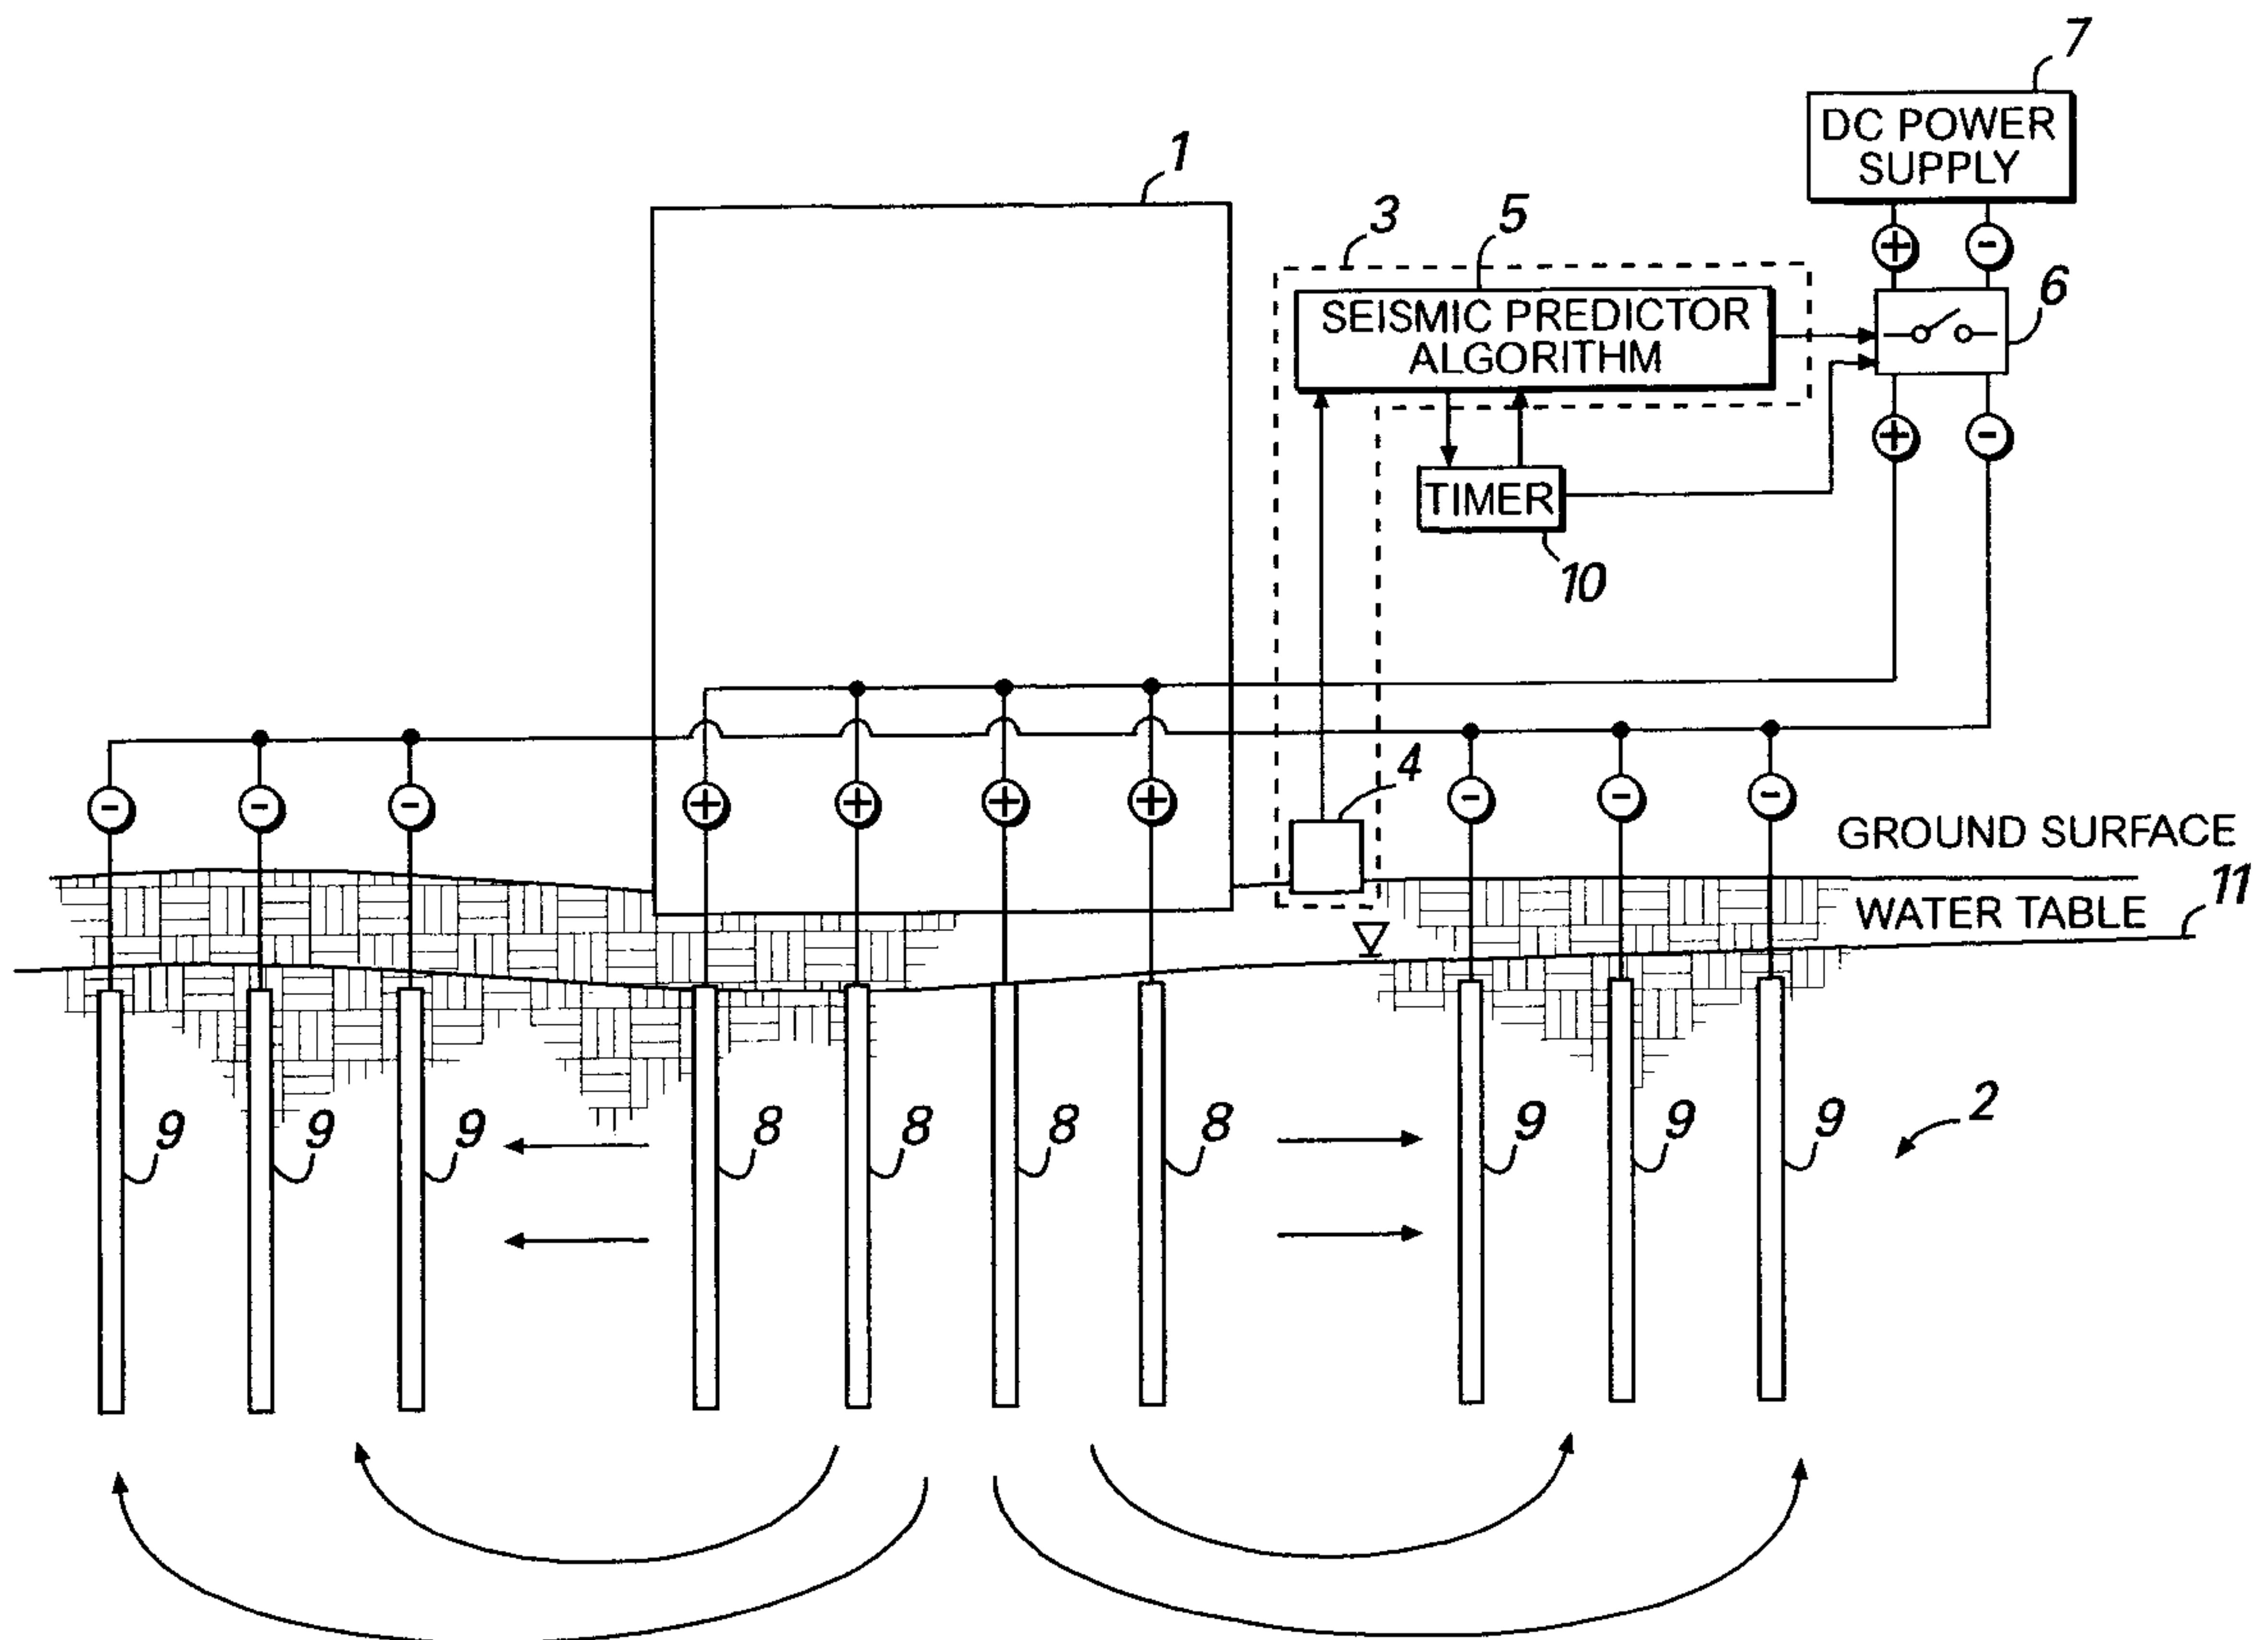 7
DC POWER
SUPPLY
1
3
5
+ -
6
SEISMIC PREDICTOR
ALGORITHM
+ -
TIMER
10
4
- - - + + + + - - -
GROUND SURFACE
11
WATER TABLE
9 9 9 8 8 8 8 9 9 9 2